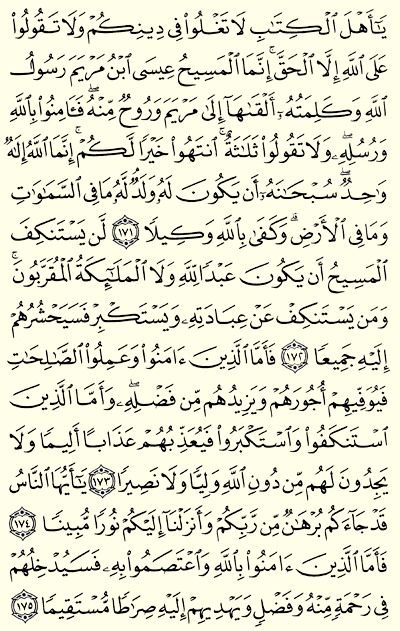 يَٰٓأَهۡلَ ٱلۡكِتَٰبِ لَا تَغۡلُواْ فِي دِينِكُمۡ وَلَا تَقُولُواْ
عَلَى ٱللَّهِ إِلَّا ٱلۡحَقَّۚ إِنَّمَا ٱلۡمَسِيحُ عِيسَى ٱبۡنُ مَرۡيَمَ رَسُولُ
ٱللَّهِ وَكَلِمَتُهُۥٓ أَلۡقَىٰهَآ إِلَىٰ مَرۡيَمَ وَرُوحٞ مِّنۡهُۖ فَـَٔامِنُواْ بِٱللَّهِ
وَرُسُلِهِۦۖ وَلَا تَقُولُواْ ثَلَٰثَةٌۚ ٱنتَهُواْ خَيۡرٗا لَّكُمۡۚ إِنَّمَا ٱللَّهُ إِلَٰهٞ
وَٰحِدٞۖ سُبۡحَٰنَهُۥٓ أَن يَكُونَ لَهُۥ وَلَدٞۘ لَّهُۥ مَا فِي ٱلسَّمَٰوَٰتِ
وَمَا فِي ٱلۡأَرۡضِۗ وَكَفَىٰ بِٱللَّهِ وَكِيلٗا ١٧١ لَّن يَسۡتَنكِفَ
ٱلۡمَسِيحُ أَن يَكُونَ عَبۡدٗا لِّلَّهِ وَلَا ٱلۡمَلَٰٓئِكَةُ ٱلۡمُقَرَّبُونَۚ
وَمَن يَسۡتَنكِفۡ عَنۡ عِبَادَتِهِۦ وَيَسۡتَكۡبِرۡ فَسَيَحۡشُرُهُمۡ
إِلَيۡهِ جَمِيعٗا ١٧٢ فَأَمَّا ٱلَّذِينَ ءَامَنُواْ وَعَمِلُواْ ٱلصَّٰلِحَٰتِ
فَيُوَفِّيهِمۡ أُجُورَهُمۡ وَيَزِيدُهُم مِّن فَضۡلِهِۦۖ وَأَمَّا ٱلَّذِينَ
ٱسۡتَنكَفُواْ وَٱسۡتَكۡبَرُواْ فَيُعَذِّبُهُمۡ عَذَابًا أَلِيمٗا وَلَا
يَجِدُونَ لَهُم مِّن دُونِ ٱللَّهِ وَلِيّٗا وَلَا نَصِيرٗا ١٧٣ يَٰٓأَيُّهَا ٱلنَّاسُ
قَدۡ جَآءَكُم بُرۡهَٰنٞ مِّن رَّبِّكُمۡ وَأَنزَلۡنَآ إِلَيۡكُمۡ نُورٗا مُّبِينٗا ١٧٤
فَأَمَّا ٱلَّذِينَ ءَامَنُواْ بِٱللَّهِ وَٱعۡتَصَمُواْ بِهِۦ فَسَيُدۡخِلُهُمۡ
فِي رَحۡمَةٖ مِّنۡهُ وَفَضۡلٖ وَيَهۡدِيهِمۡ إِلَيۡهِ صِرَٰطٗا مُّسۡتَقِيمٗا ١٧٥